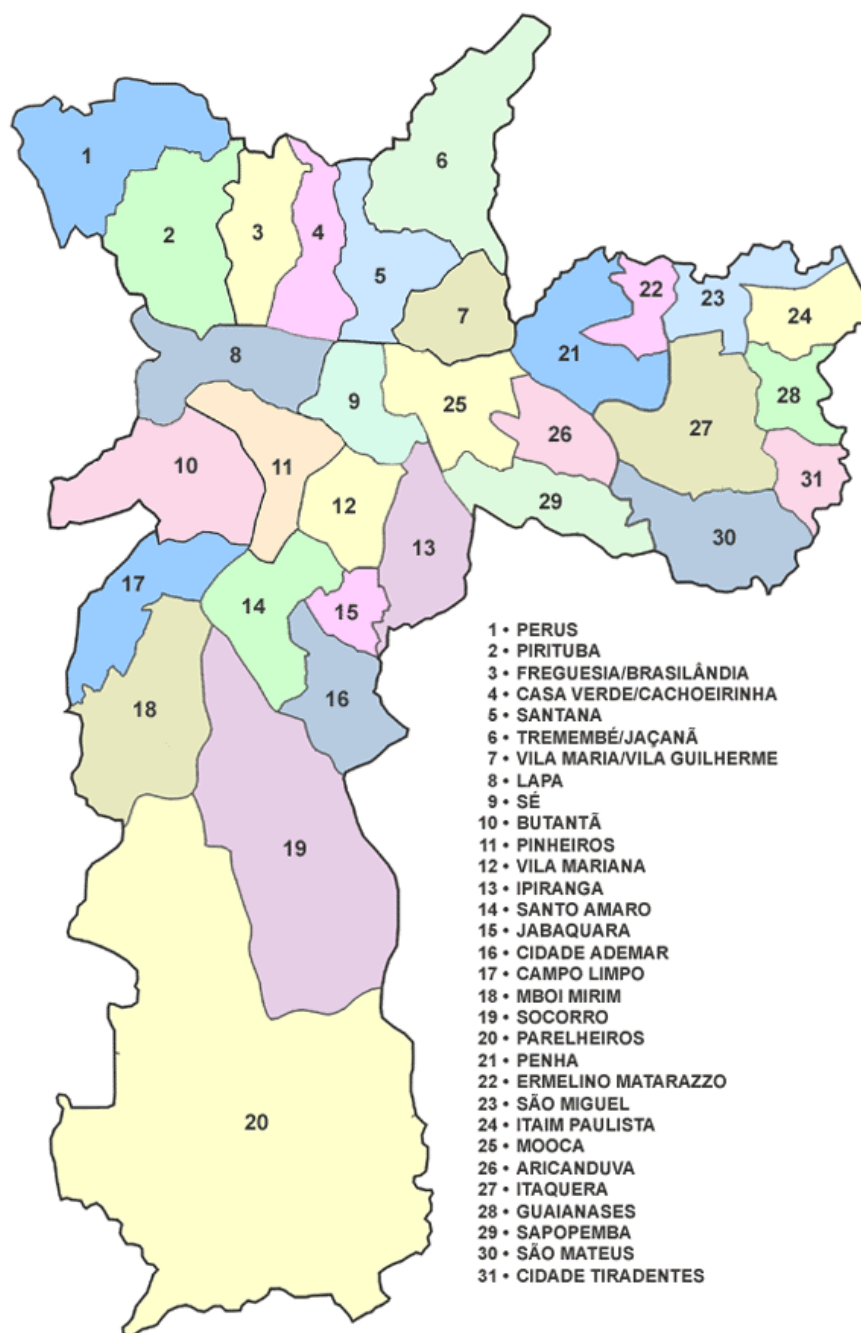 1
2
3
4
5
6
7
8
9
10
11
12
13
14
15
16
17
18
19
20
21
22
23
24
25
26
27
28
29
30
31
1 • PERUS
2 • PIRITUBA
3 • FREGUESIA/BRASILÂNDIA
4 • CASA VERDE/CACHOEIRINHA
5 • SANTANA
6 • TREMEMBÉ/JAÇANÃ
7 • VILA MARIA/VILA GUILHERME
8 • LAPA
9 • SÉ
10 • BUTANTÃ
11 • PINHEIROS
12 • VILA MARIANA
13 • IPIRANGA
14 • SANTO AMARO
15 • JABAQUARA
16 • CIDADE ADEMAR
17 • CAMPO LIMPO
18 • MBOI MIRIM
19 • SOCORRO
20 • PARELHEIROS
21 • PENHA
22 • ERMELINO MATARAZZO
23 • SÃO MIGUEL
24 • ITAIM PAULISTA
25 • MOOCA
26 • ARICANDUVA
27 • ITAQUERA
28 • GUAIANASES
29 • SAPOPEMBA
30 • SÃO MATEUS
31 • CIDADE TIRADENTES